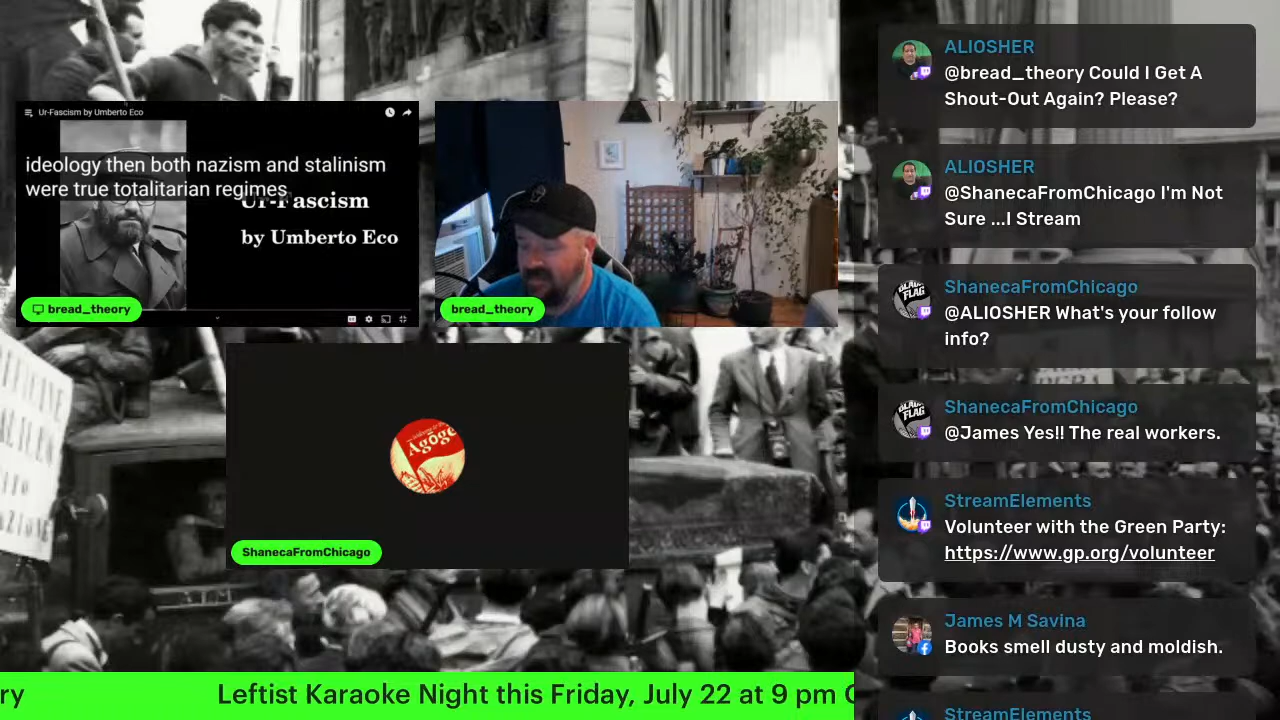 Ur-Fascism by Umberto Eco
ideology then both nazism and stalinism
were true totalitarian regimes
Ur-Fascism
by Umberto Eco
bread_theory
bread_theory
Agōge
ShanecaFromChicago
ry
Leftist Karaoke Night this Friday, July 22 at 9 pm
ALIOSHER
@bread_theory Could I Get A
Shout-Out Again? Please?
ALIOSHER
@ShanecaFromChicago I'm Not
Sure ...I Stream
ShanecaFromChicago
@ALIOSHER What's your follow
info?
ShanecaFromChicago
@James Yes!! The real workers.
StreamElements
Volunteer with the Green Party:
https://www.gp.org/volunteer
James M Savina
Books smell dusty and moldish.
StreamElements